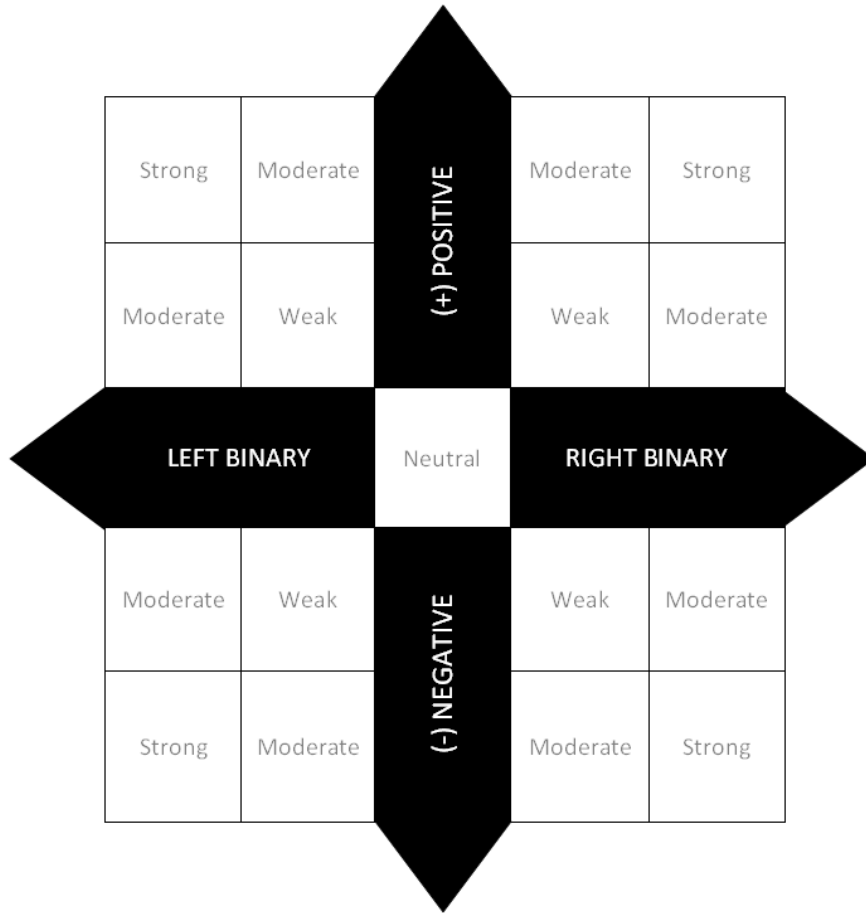 Strong Moderate Moderate Strong
(+) POSITIVE
Moderate Weak Weak Moderate
LEFT BINARY Neutral RIGHT BINARY
Moderate Weak Weak Moderate
(-) NEGATIVE
Strong Moderate Moderate Strong